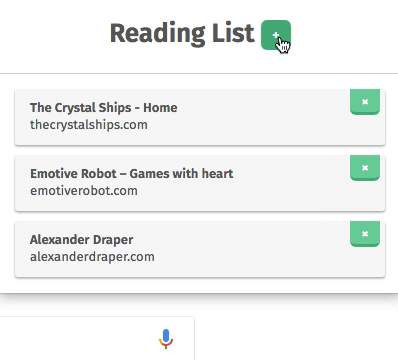 Reading List +
The Crystal Ships - Home
thecrystalships.com
Emotive Robot – Games with heart
emotiverobot.com
Alexander Draper
alexanderdraper.com